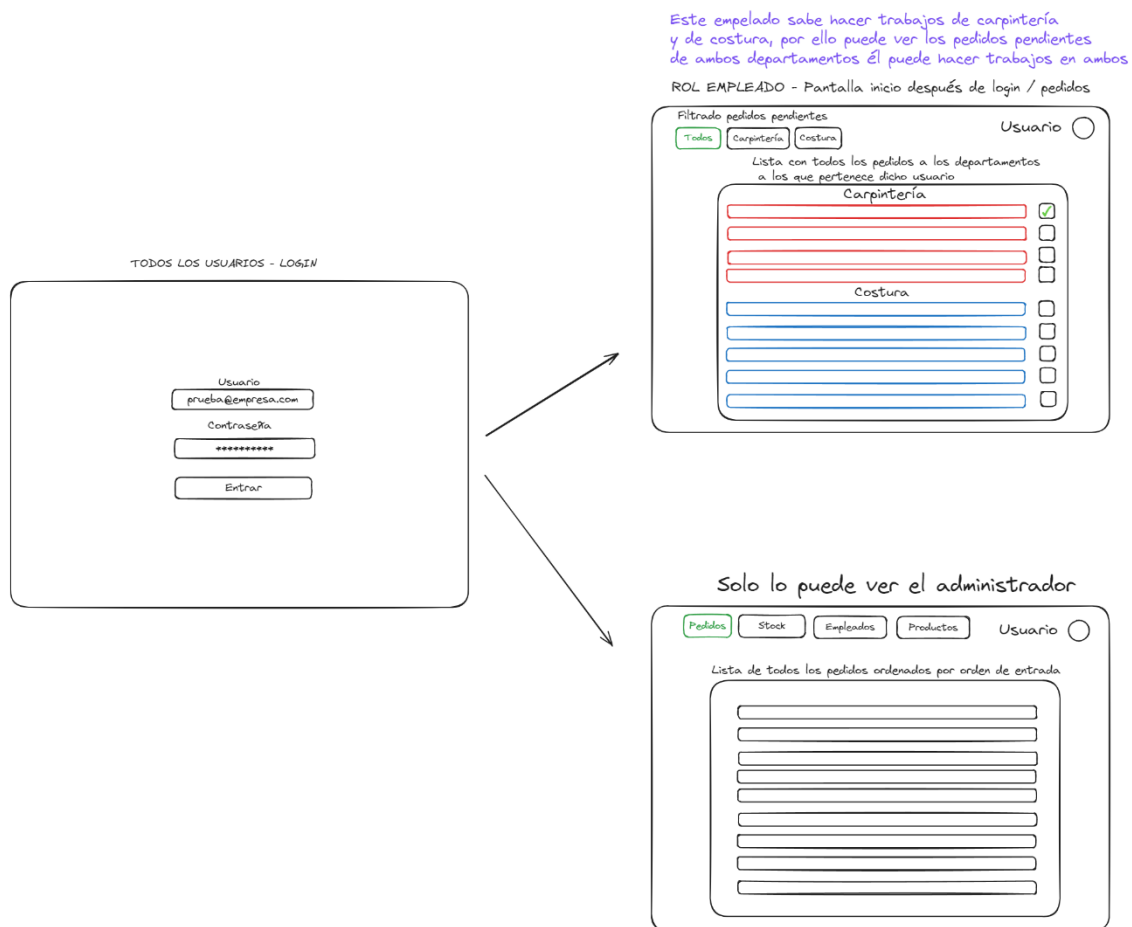 Este empelado sabe hacer trabajos de carpintería
y de costura, por ello puede ver los pedidos pendientes
de ambos departamentos él puede hacer trabajos en ambos
ROL EMPLEADO - Pantalla inicio después de login / pedidos
Filtrado pedidos pendientes
Usuario
Todos
Carpintería
Costura
Lista con todos los pedidos a los departamentos
a los que pertenece dicho usuario
Carpintería
Costura
TODOS LOS USUARIOS - LOGIN
Usuario
prueba@empresa.com
Contraseña
**********
Entrar
Solo lo puede ver el administrador
Pedidos
Stock
Empleados
Productos
Usuario
Lista de todos los pedidos ordenados por orden de entrada